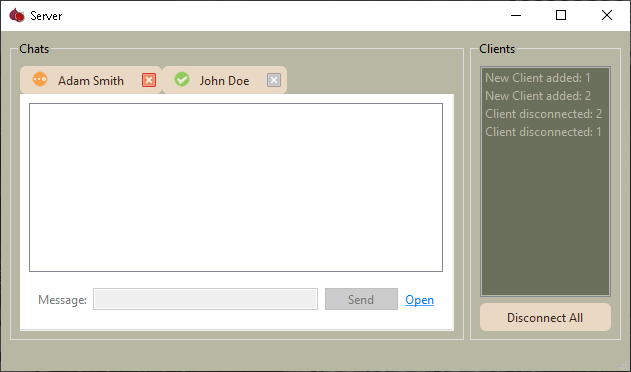 Server
Chats
Adam Smith
John Doe
Message:
Send
Open
Clients
New Client added: 1
New Client added: 2
Client disconnected: 2
Client disconnected: 1
Disconnect All